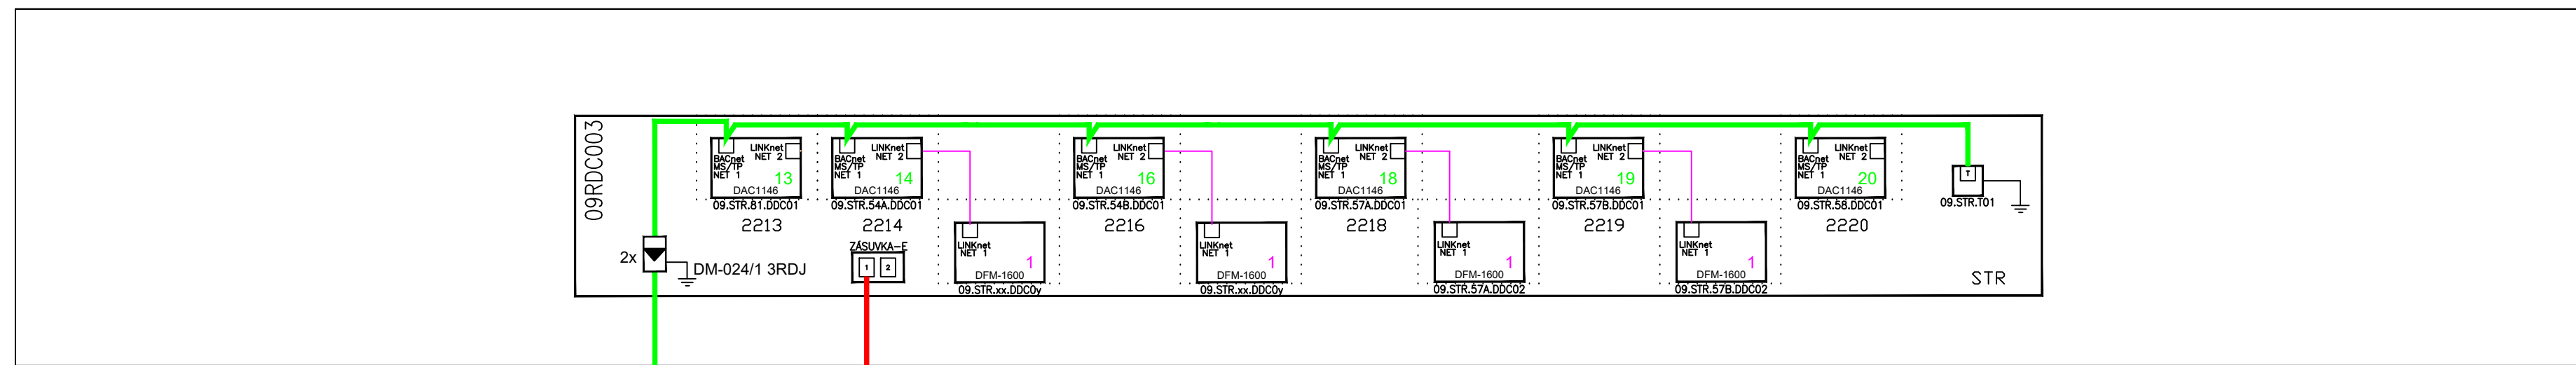 09RDC003
BACnet
MS/TP
NET 1
LINKnet
NET 2
13
DAC1146
09.STR.81.DDC01
2213
BACnet
MS/TP
NET 1
LINKnet
NET 2
14
DAC1146
09.STR.54A.DDC01
2214
BACnet
MS/TP
NET 1
LINKnet
NET 2
16
DAC1146
09.STR.54B.DDC01
2216
BACnet
MS/TP
NET 1
LINKnet
NET 2
18
DAC1146
09.STR.57A.DDC01
2218
BACnet
MS/TP
NET 1
LINKnet
NET 2
19
DAC1146
09.STR.57B.DDC01
2219
BACnet
MS/TP
NET 1
LINKnet
NET 2
20
DAC1146
09.STR.58.DDC01
2220
T
09.STR.T01
2x
DM-024/1 3RDJ
ZÁSUVKA-E
1 2
LINKnet
NET 1
1
DFM-1600
09.STR.xx.DDC0y
LINKnet
NET 1
1
DFM-1600
09.STR.xx.DDC0y
LINKnet
NET 1
1
DFM-1600
09.STR.57A.DDC02
LINKnet
NET 1
1
DFM-1600
09.STR.57B.DDC02
STR